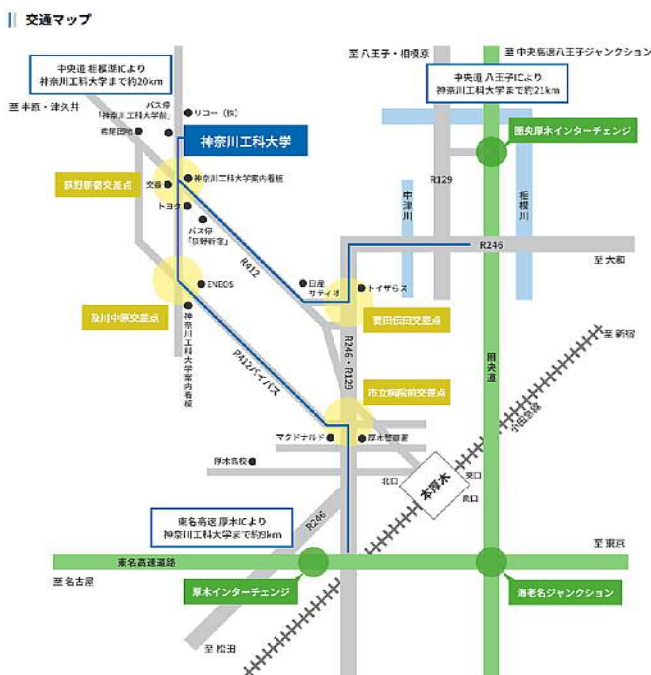 交通マップ
中央道 相模湖ICより
神奈川工科大学まで約20km
至 八王子・相模原
至 中央高速八王子ジャンクション
中央道 八王子ICより
神奈川工科大学まで約21km
至 半原・津久井
バス停
「神奈川工科大学前」
リコー（株）
鳶尾団地
神奈川工科大学
圏央厚木インターチェンジ
荻野新宿交差点
交番
神奈川工科大学案内看板
トヨタ
バス停
「荻野新宿」
R129
中津川
相模川
R412
R246
至 大和
ENEOS
日産
サティオ
トイザらス
及川中原交差点
神奈川工科大学案内看板
妻田伝田交差点
圏央道
至 新宿
R246・R129
R412バイパス
市立病院前交差点
小田急線
マクドナルド
厚木警察署
厚木高校
北口
本厚木
東口
南口
東名高速 厚木ICより
神奈川工科大学まで約9km
R246
至 東京
東名高速道路
至 名古屋
厚木インターチェンジ
海老名ジャンクション
至 松田